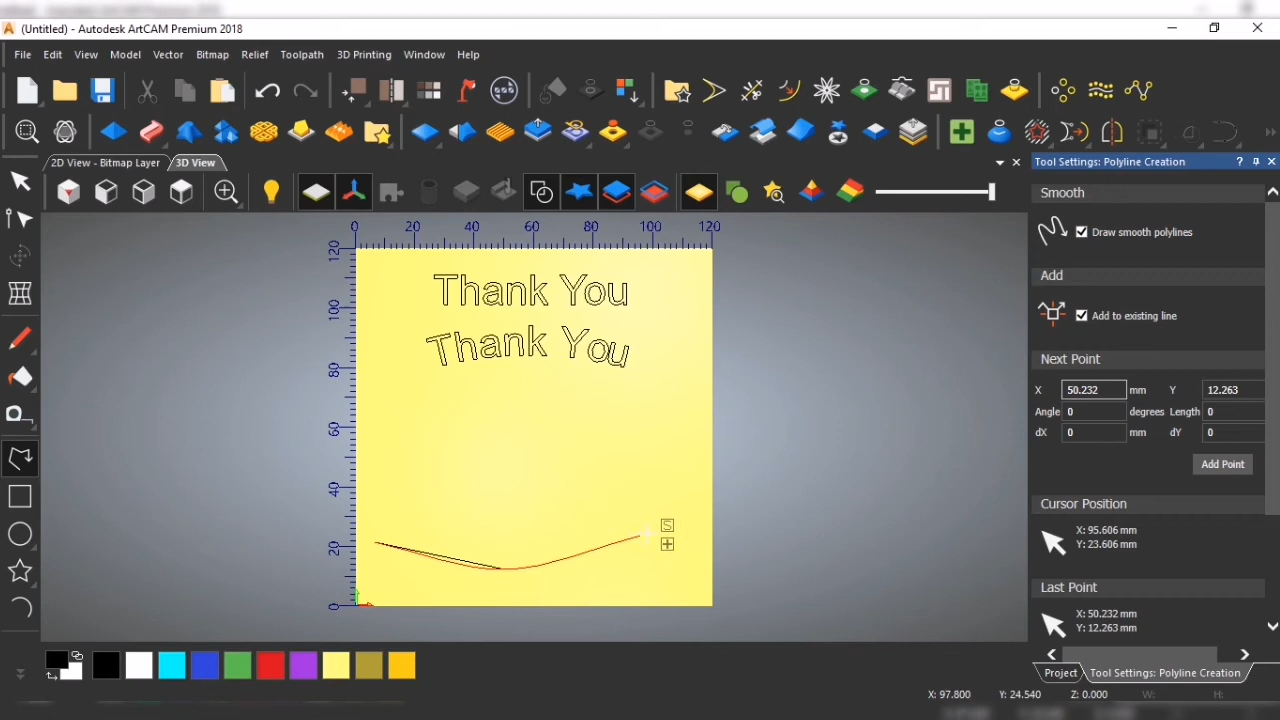 (Untitled) - Autodesk ArtCAM Premium 2018
File Edit View Model Vector Bitmap Relief Toolpath 3D Printing Window Help
2D View - Bitmap Layer 3D View
Tool Settings: Polyline Creation
Smooth
Draw smooth polylines
Add
Add to existing line
Next Point
X 50.232 mm Y 12.263
Angle 0 degrees Length 0
dX 0 mm dY 0
Add Point
Cursor Position
X: 95.606 mm
Y: 23.606 mm
Last Point
X: 50.232 mm
Y: 12.263 mm
Project Tool Settings: Polyline Creation
0 20 40 60 80 100 120
120
100
80
60
40
20
0
Thank You
Thank You
S
X: 97.800 Y: 24.540 Z: 0.000 W: H: